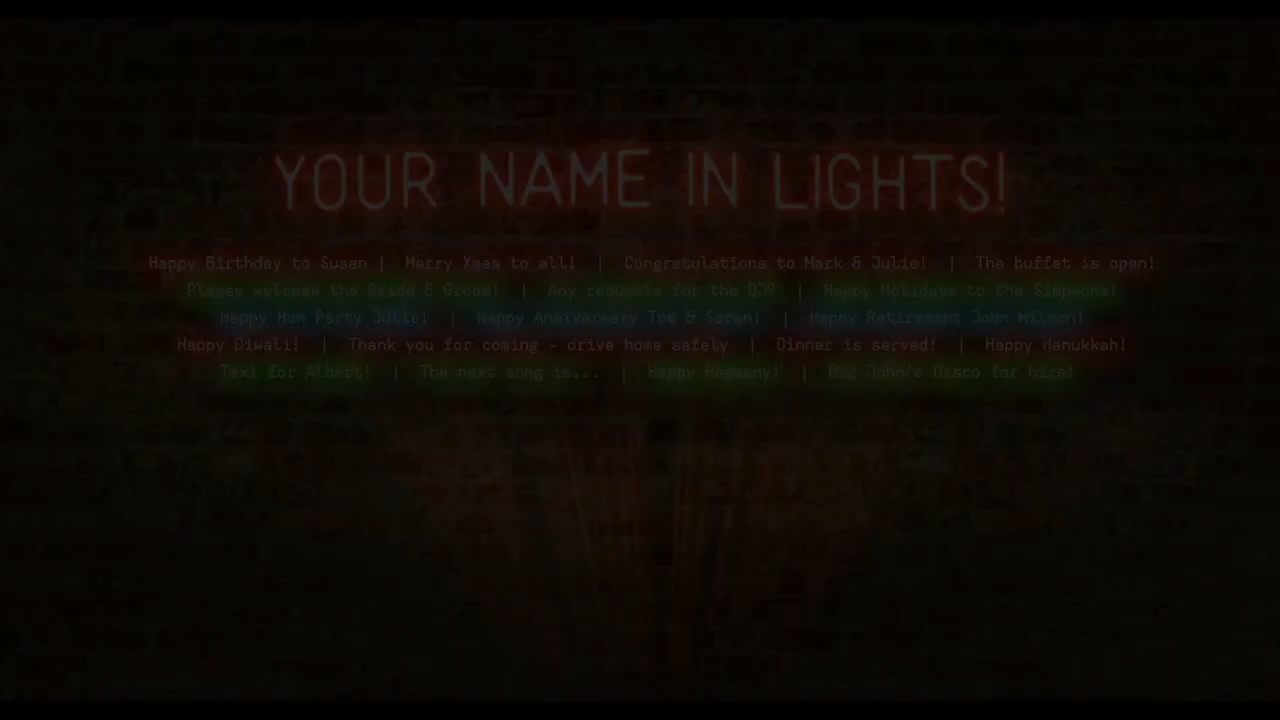 YOUR NAME IN LIGHTS!
Happy Birthday to Susan | Merry Xmas to all! | Congratulations to Mark & Julie! | The buffet is open!
Please welcome the Bride & Groom! | Any requests for the DJ? | Happy Holidays to the Simpsons!
Happy Hen Party Julie! | Happy Anniversary Tom & Sarah! | Happy Retirement John Wilson!
Happy Diwali! | Thank you for coming - drive home safely | Dinner is served! | Happy Hanukkah!
Taxi for Albert! | The next song is... | Happy Hogmany! | Big John's Disco for hire!